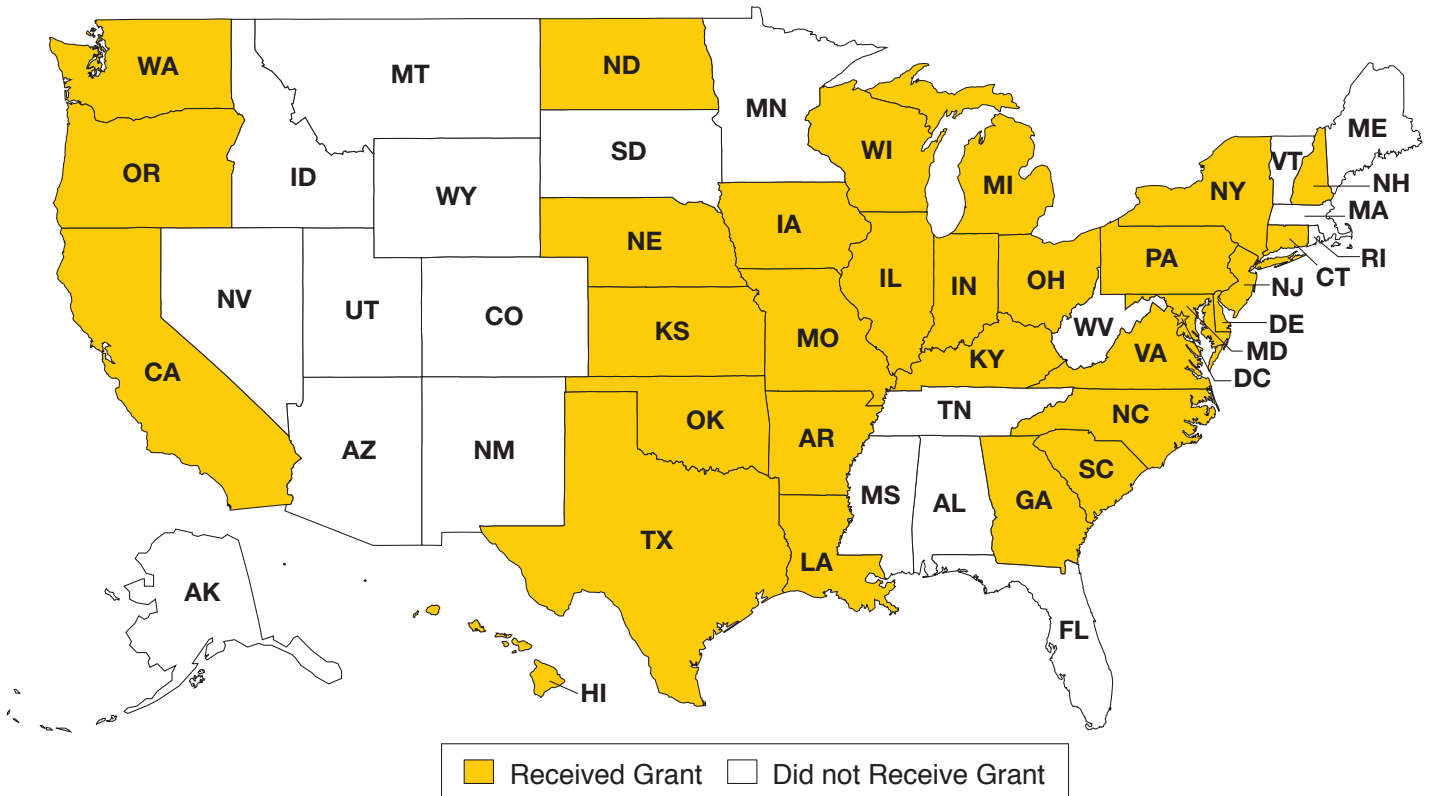 WA
MT
ND
MN
ME
OR
ID
SD
WI
VT
WY
MI
NY
NH
MA
NE
IA
PA
RI
CT
NV
UT
CO
IL
IN
OH
NJ
KS
MO
WV
DE
CA
KY
VA
MD
DC
OK
TN
NC
AZ
NM
AR
SC
MS
AL
GA
TX
LA
AK
FL
HI
Received Grant Did not Receive Grant